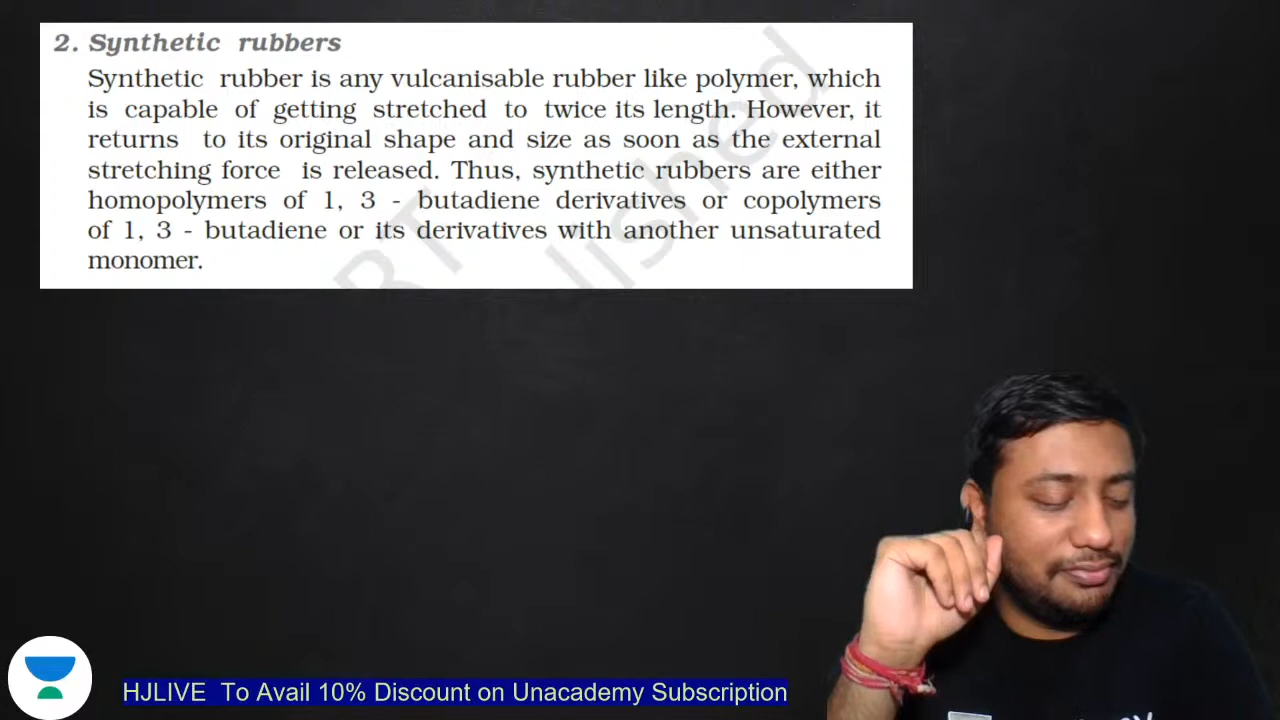 2. Synthetic rubbers
Synthetic rubber is any vulcanisable rubber like polymer, which
is capable of getting stretched to twice its length. However, it
returns to its original shape and size as soon as the external
stretching force is released. Thus, synthetic rubbers are either
homopolymers of 1, 3 - butadiene derivatives or copolymers
of 1, 3 - butadiene or its derivatives with another unsaturated
monomer.
HJLIVE To Avail 10% Discount on Unacademy Subscription